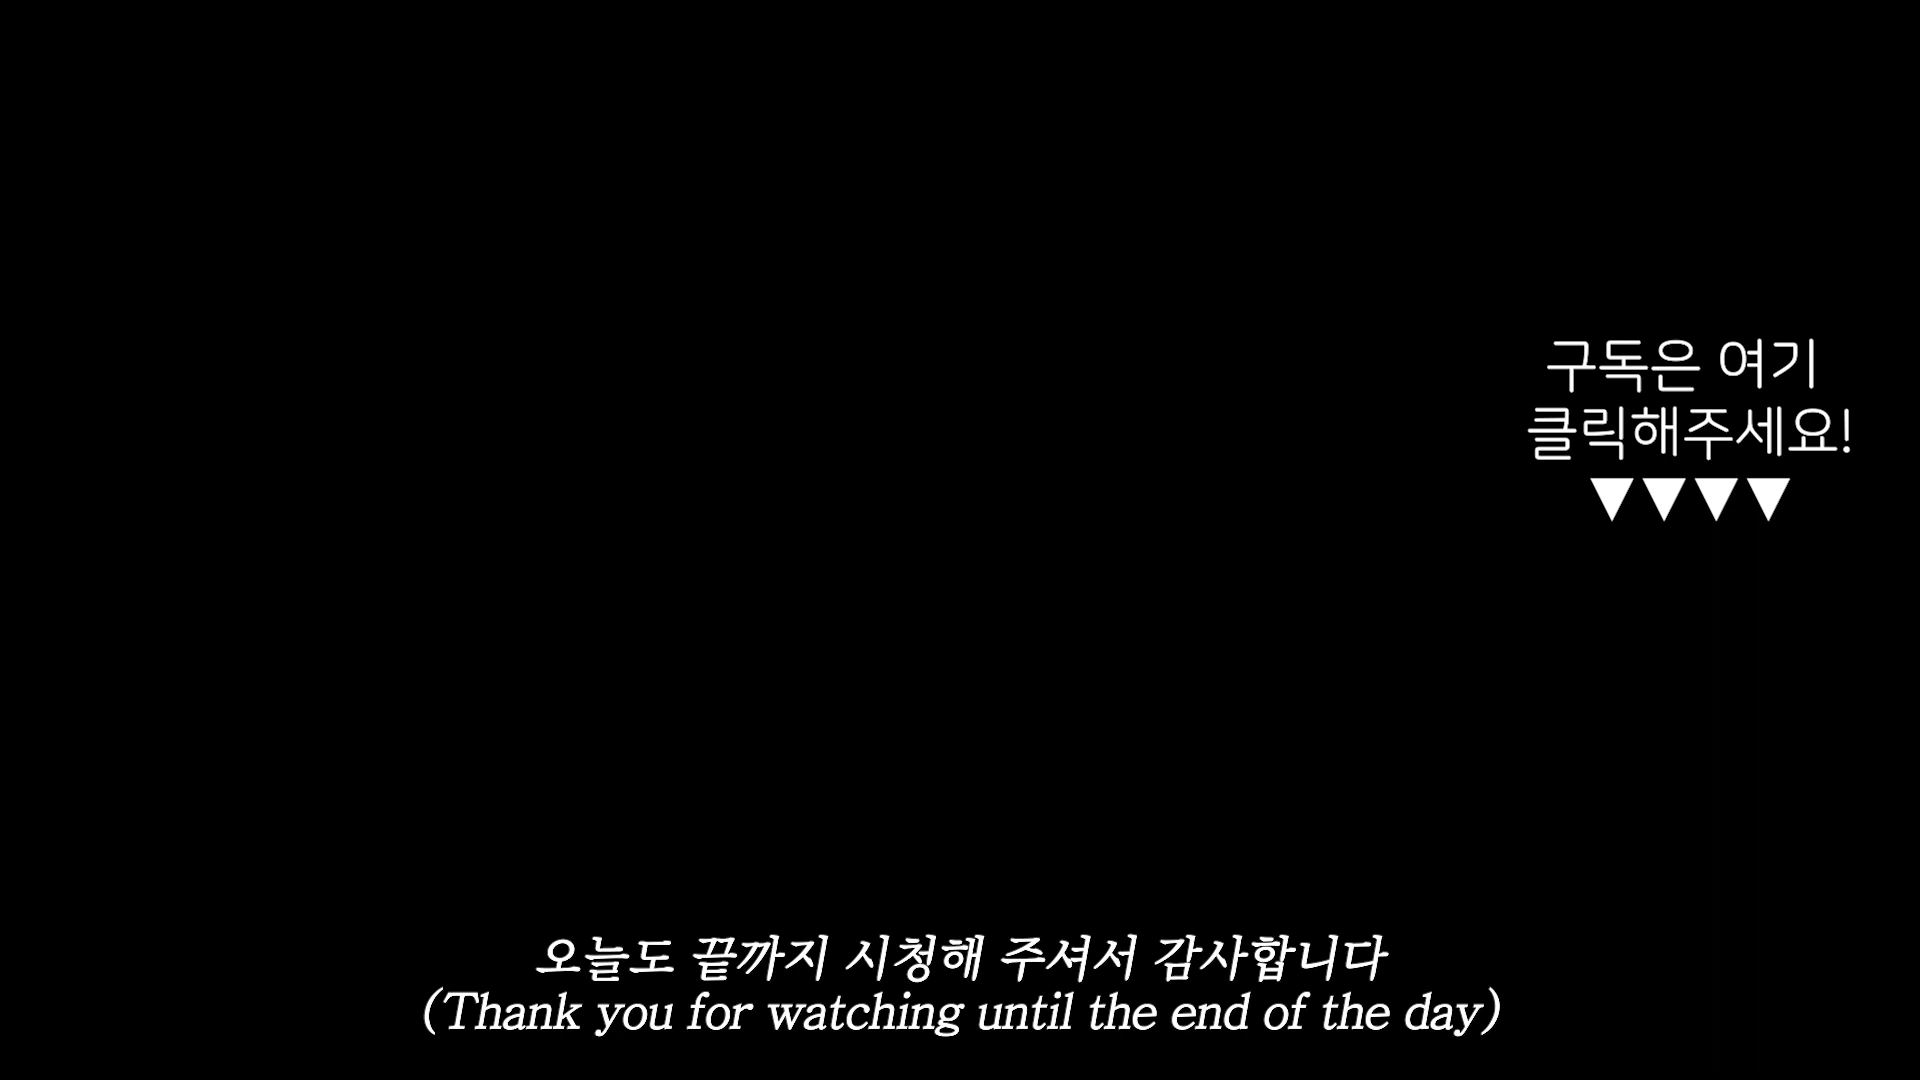 구독은 여기
클릭해주세요!
▼▼▼▼
오늘도 끝까지 시청해 주셔서 감사합니다
(Thank you for watching until the end of the day)